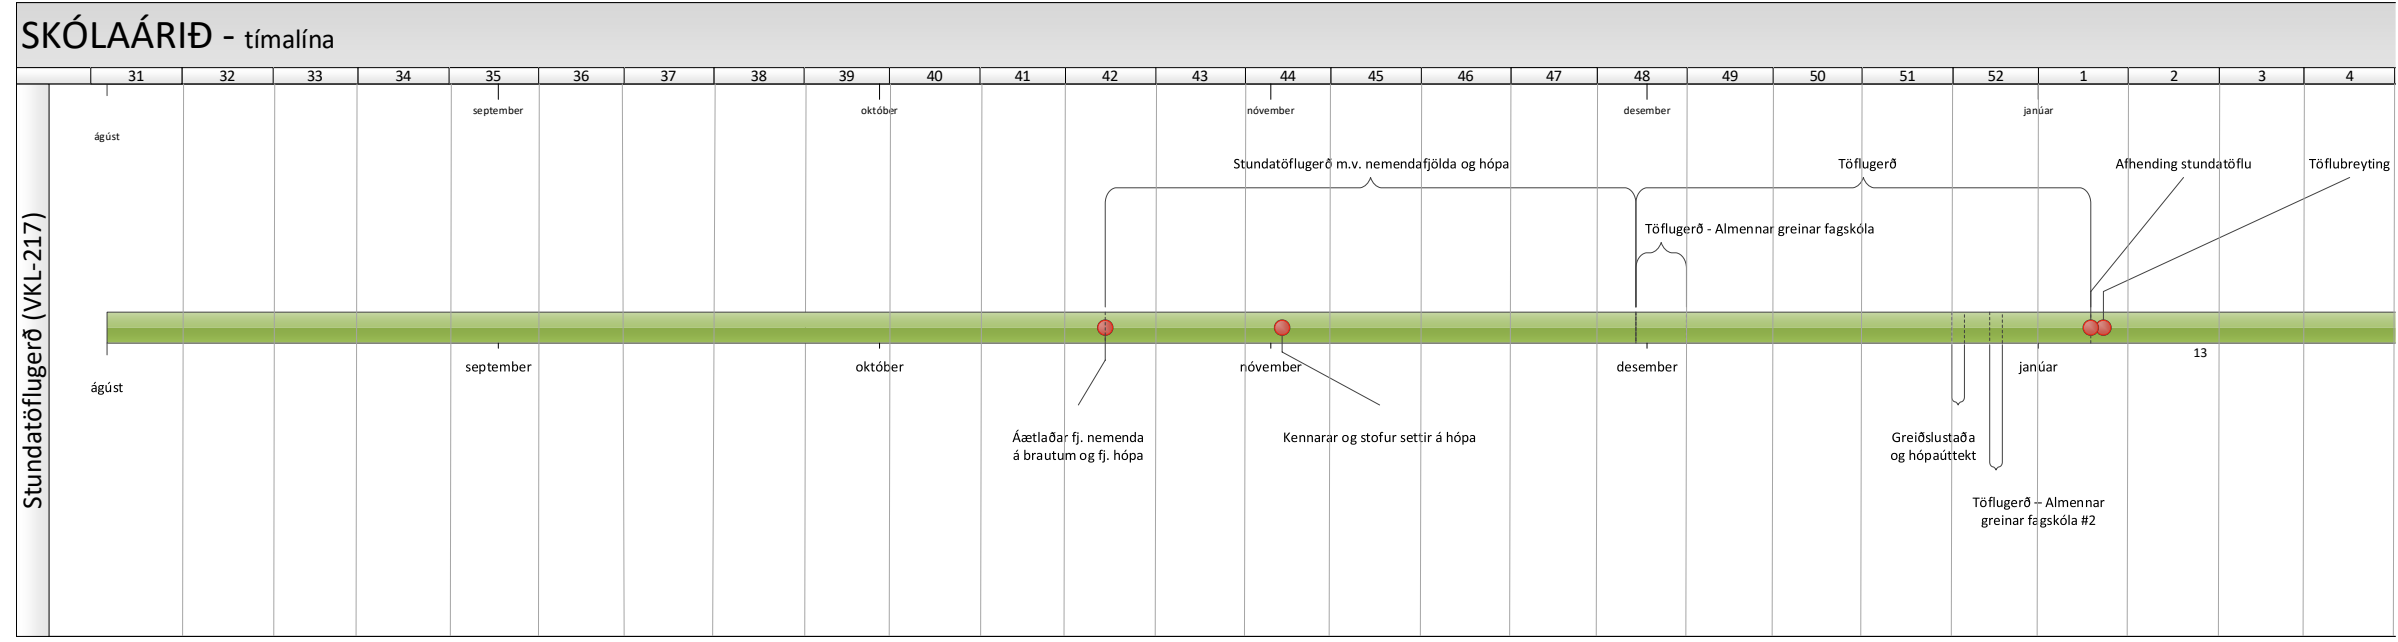 SKÓLAÁRIÐ - tímalína
31 32 33 34 35 36 37 38 39 40 41 42 43 44 45 46 47 48 49 50 51 52 1 2 3 4
september október nóvember desember janúar
ágúst
Stundatöflugerð m.v. nemendafjölda og hópa
Töflugerð
Afhending stundatöflu
Töflubreyting
Töflugerð - Almennar greinar fagskóla
Stundatöflugerð (VKL-217)
13
september október nóvember desember janúar
ágúst
Áætlaðar fj. nemenda
á brautum og fj. hópa
Kennarar og stofur settir á hópa
Greiðslustaða
og hópaúttekt
Töflugerð – Almennar
greinar fagskóla #2